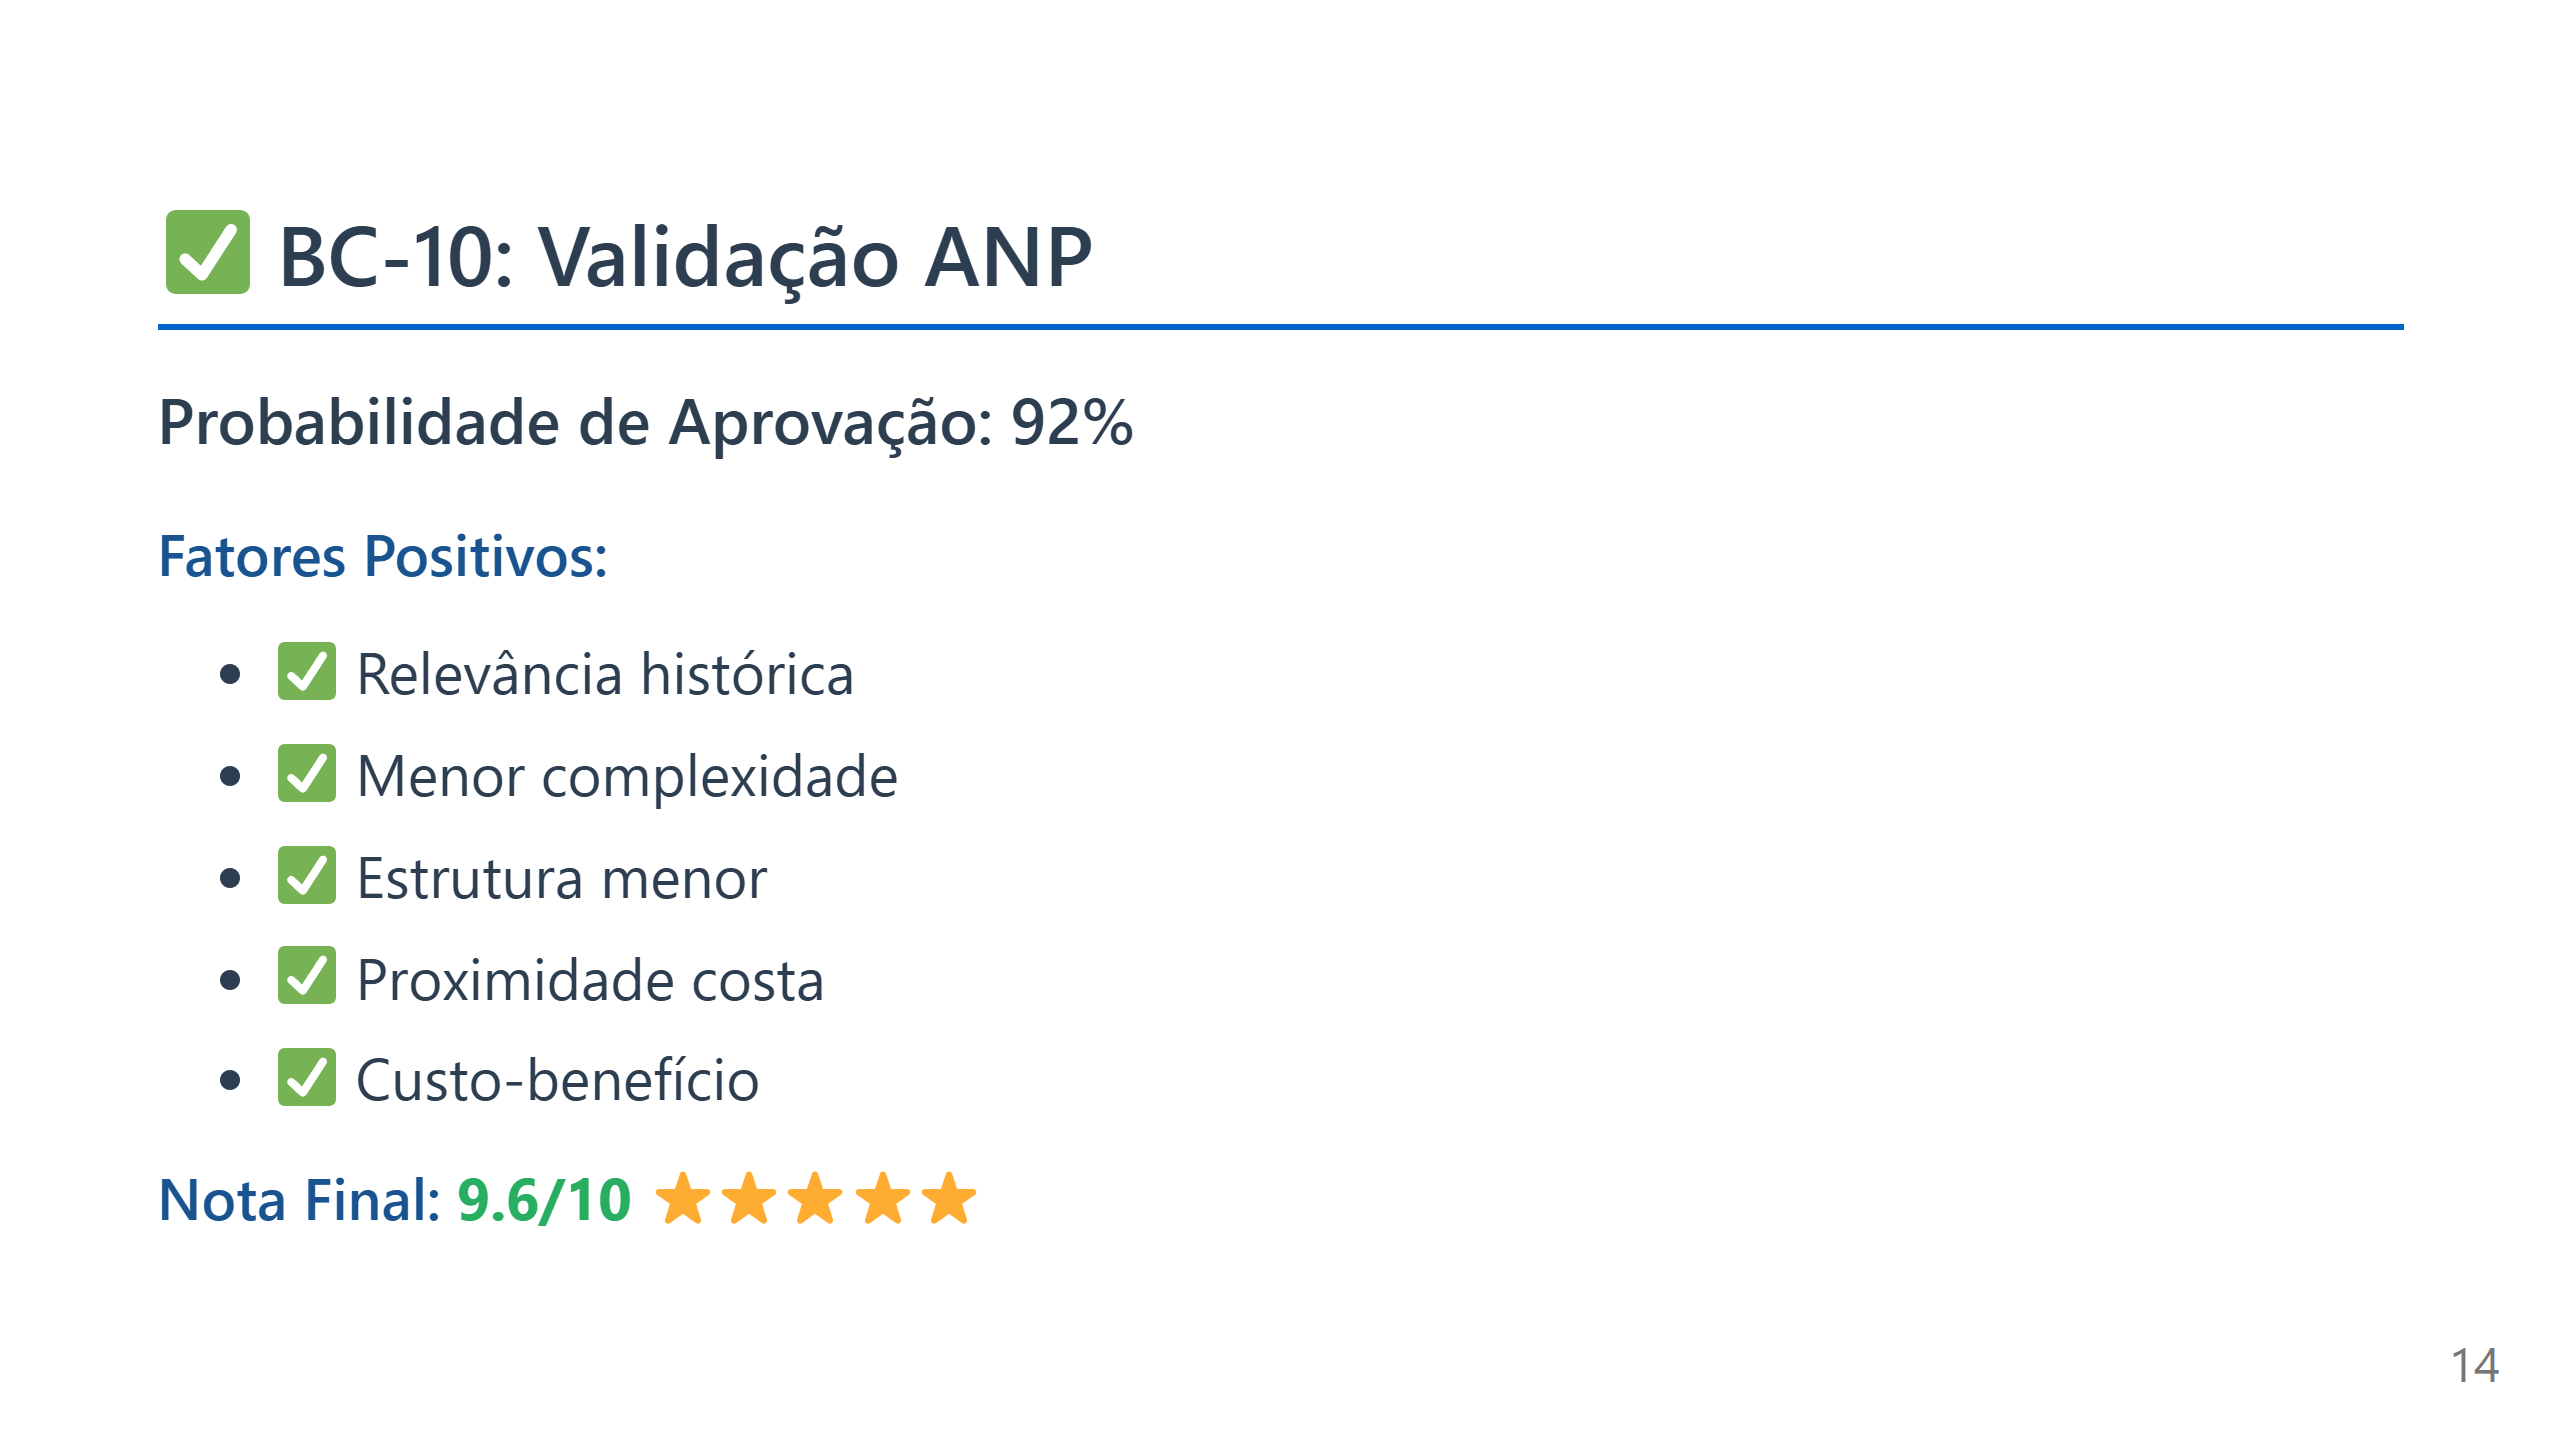 ✅ BC-10: Validação ANP
Probabilidade de Aprovação: 92%
Fatores Positivos:
• ✅ Relevância histórica
• ✅ Menor complexidade
• ✅ Estrutura menor
• ✅ Proximidade costa
• ✅ Custo-benefício
Nota Final: 9.6/10 ⭐⭐⭐⭐⭐
14